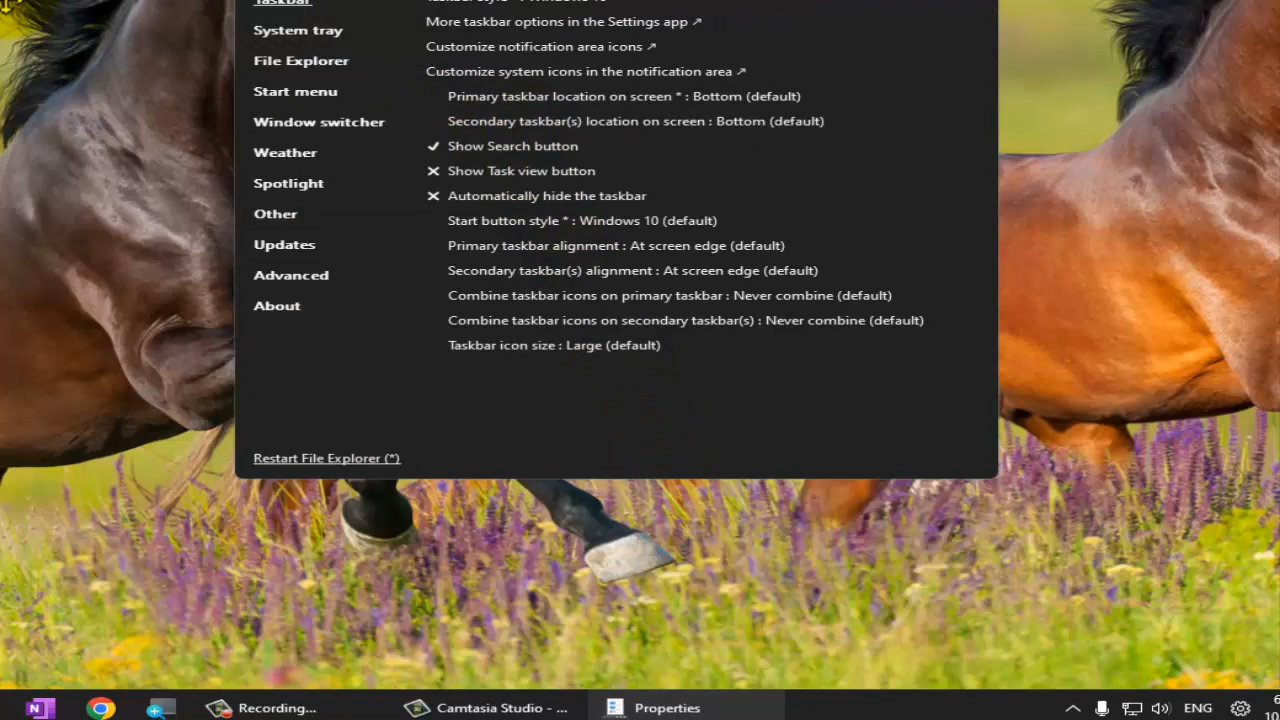 Taskbar
System tray
File Explorer
Start menu
Window switcher
Weather
Spotlight
Other
Updates
Advanced
About
Taskbar style * : Windows 10
More taskbar options in the Settings app ↗
Customize notification area icons ↗
Customize system icons in the notification area ↗
Primary taskbar location on screen * : Bottom (default)
Secondary taskbar(s) location on screen : Bottom (default)
Show Search button
Show Task view button
Automatically hide the taskbar
Start button style * : Windows 10 (default)
Primary taskbar alignment : At screen edge (default)
Secondary taskbar(s) alignment : At screen edge (default)
Combine taskbar icons on primary taskbar : Never combine (default)
Combine taskbar icons on secondary taskbar(s) : Never combine (default)
Taskbar icon size : Large (default)
Restart File Explorer (*)
Recording...
Camtasia Studio - ...
Properties
ENG